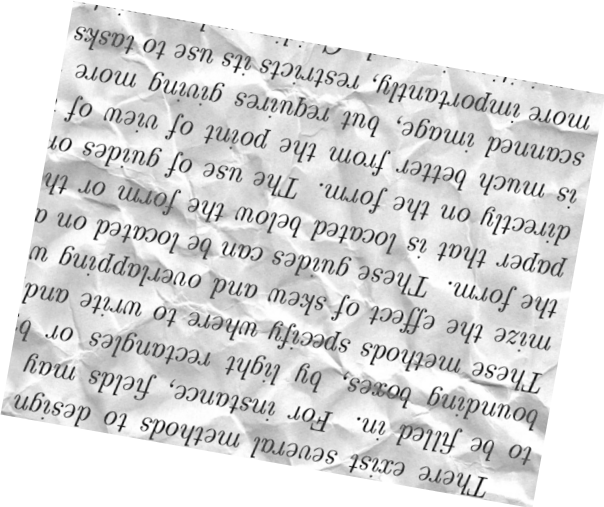 There exist several methods to design
to be filled in. For instance, fields may
bounding boxes, by light rectangles or b
These methods specify where to write and
mize the effect of skew and overlapping w
the form. These guides can be located on a
paper that is located below the form or th
directly on the form. The use of guides or
is much better from the point of view of
scanned image, but requires giving more
more importantly, restricts its use to tasks